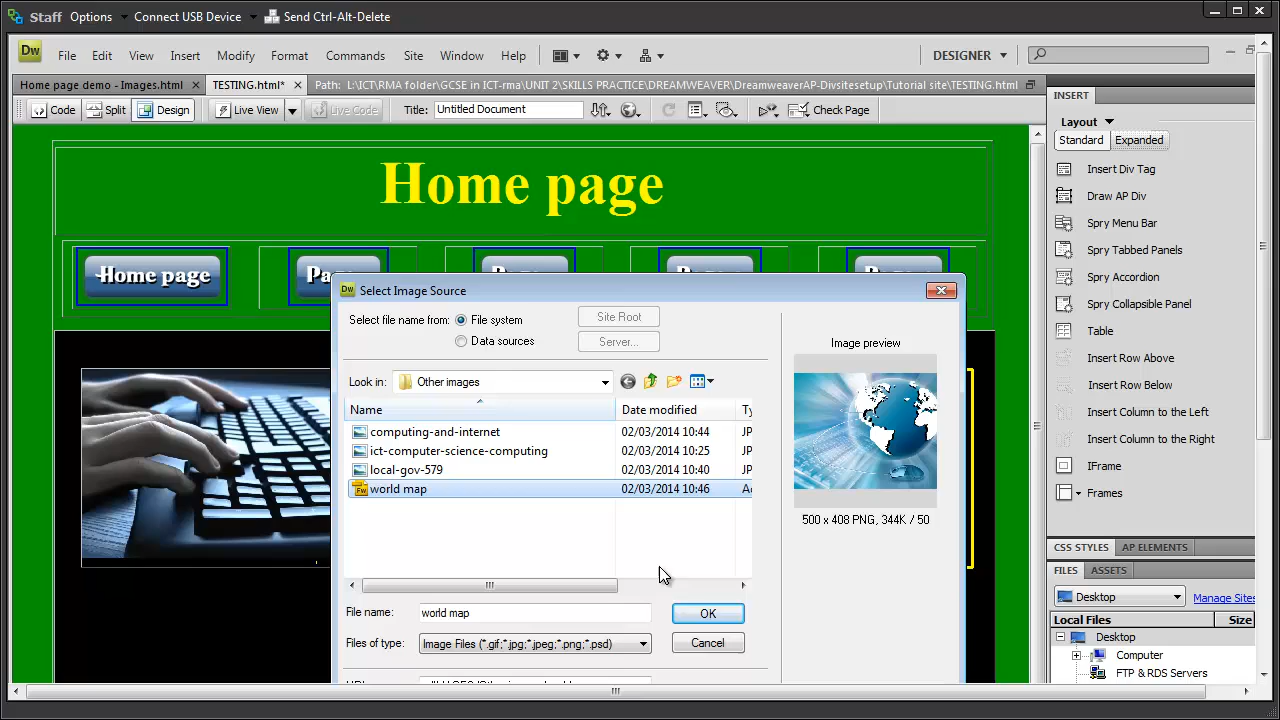 Staff Options Connect USB Device Send Ctrl-Alt-Delete
Dw File Edit View Insert Modify Format Commands Site Window Help DESIGNER
Home page demo - Images.html TESTING.html* Path: L:\ICT\RMA folder\GCSE in ICT-rma\UNIT 2\SKILLS PRACTICE\DREAMWEAVER\DreamweaverAP-Divsitesetup\Tutorial site\TESTING.html
Code Split Design Live View Live Code Title: Untitled Document Check Page
INSERT
Layout
Standard Expanded
Insert Div Tag
Draw AP Div
Spry Menu Bar
Spry Tabbed Panels
Spry Accordion
Spry Collapsible Panel
Table
Insert Row Above
Insert Row Below
Insert Column to the Left
Insert Column to the Right
IFrame
Frames
CSS STYLES AP ELEMENTS
FILES ASSETS
Desktop Manage Sites
Local Files Size
Desktop
Computer
FTP & RDS Servers
Home page
Home page
Dw Select Image Source
Select file name from: File system Site Root
Data sources Server...
Look in: Other images
Name Date modified Ty
computing-and-internet 02/03/2014 10:44 JP
ict-computer-science-computing 02/03/2014 10:25 JP
local-gov-579 02/03/2014 10:40 JP
world map 02/03/2014 10:46
File name: world map OK
Files of type: Image Files (*.gif;*.jpg;*.jpeg;*.png;*.psd) Cancel
Image preview
500 x 408 PNG, 344K / 50